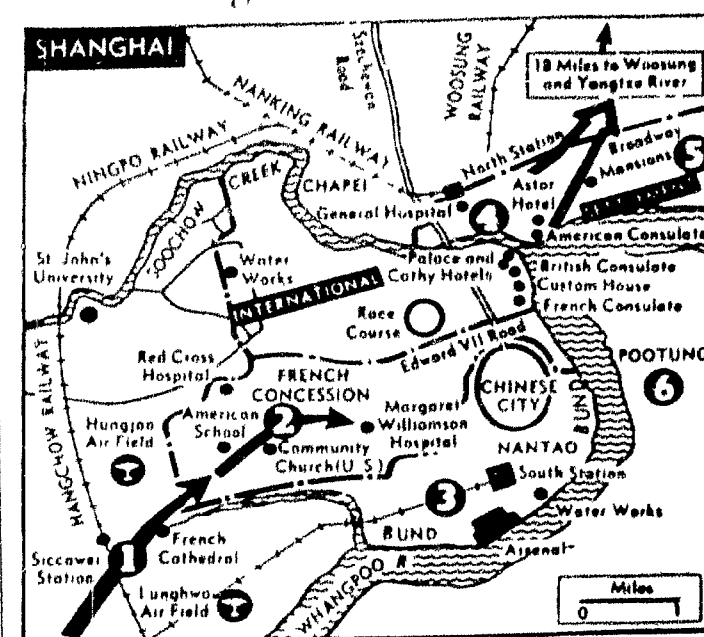 SHANGHAI
Szechewan
Road
WOOSUNG
RAILWAY
18 Miles to Woosung
and Yangtze River
NANKING RAILWAY
NINGPO RAILWAY
North Station
Broadway
Mansions
5
CREEK
CHAPEI
General Hospital
Astor
Hotel
4
American Consulate
SOOCHOW
St John's
University
Water
Works
Palace and
Cathy Hotels
British Consulate
Custom House
French Consulate
INTERNATIONAL
Race
Course
Edward VII Road
Red Cross
Hospital
FRENCH
CONCESSION
CHINESE
CITY
BUND
POOTUNG
6
HANGCHOW RAILWAY
Hungjao
Air Field
American
School
2
Margaret
Williamson
Hospital
Community
Church (U S)
NANTAO
South Station
3
Water Works
BUND
Arsenal
Siccawei
Station
1
French
Cathedral
Lunghwa
Air Field
WHANGPOO R
Miles
0 1